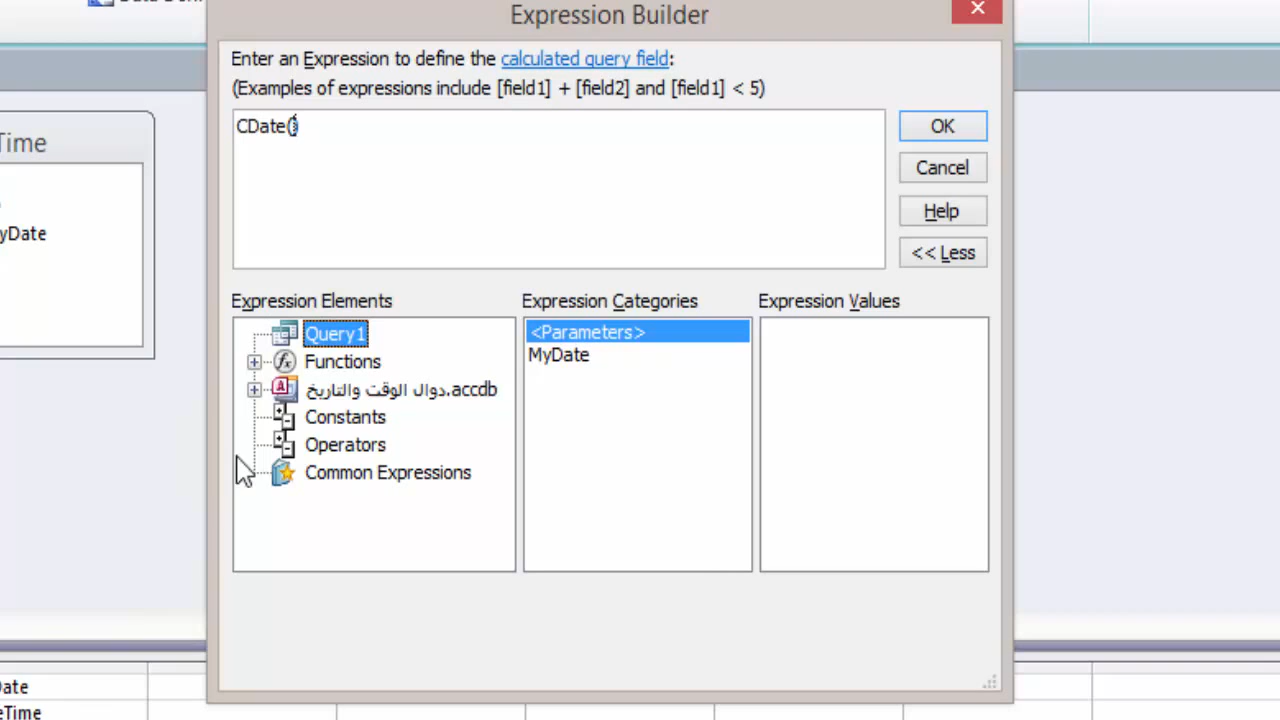 Expression Builder
Enter an Expression to define the calculated query field:
(Examples of expressions include [field1] + [field2] and [field1] < 5)
CDate()
OK
Cancel
Help
<< Less
Time
yDate
Expression Elements
Expression Categories
Expression Values
Query1
Functions
دوال الوقت والتاريخ.accdb
Constants
Operators
Common Expressions
<Parameters>
MyDate
ate
eTime